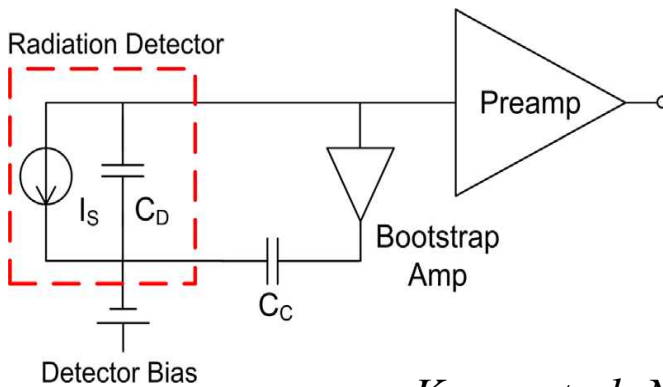 Radiation Detector
Preamp
I_S C_D
Bootstrap
Amp
C_C
Detector Bias